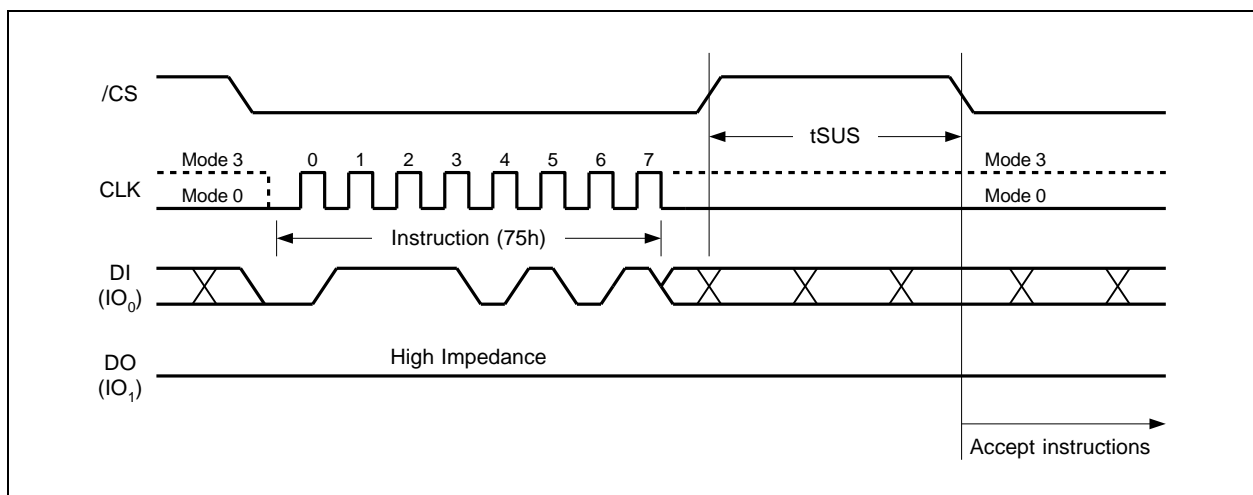 /CS
tSUS
Mode 3
0 1 2 3 4 5 6 7
Mode 3
CLK
Mode 0
Mode 0
Instruction (75h)
DI
(IO0)
High Impedance
DO
(IO1)
Accept instructions